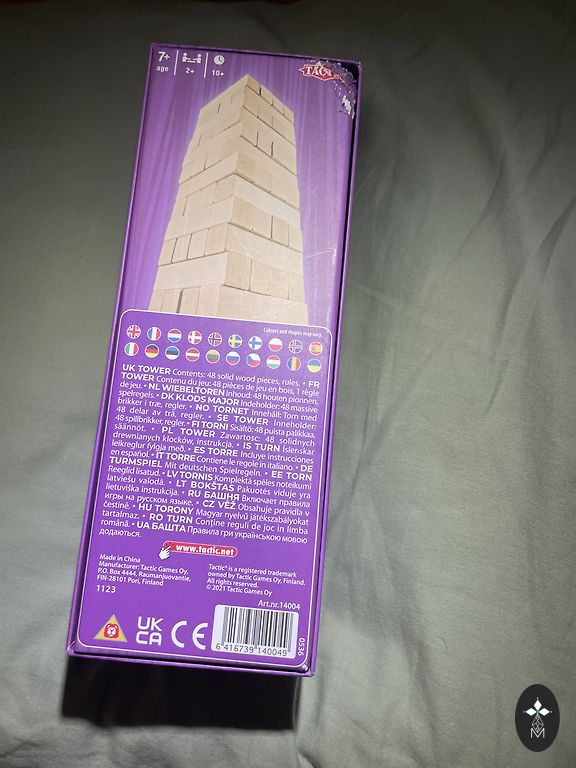 7+
age
2+
10+
TACTIC
Colours and shapes may vary.
UK TOWER Contents: 48 solid wood pieces, rules. • FR
TOWER Contenu du jeu: 48 pièces de jeu en bois, 1 règle
de jeu. • NL WIEBELTOREN Inhoud: 48 houten pionnen,
spelregels. • DK KLODS MAJOR Indeholder: 48 massive
brikker i træ, regler. • NO TORNET Innehåll: Torn med
48 delar av trä, regler. • SE TOWER Inneholder:
48 spillbrikker, regler. • FI TORNI Sisältö: 48 puista palikkaa,
säännöt. • PL TOWER Zawartosc: 48 solidnych
drewnianych klocków, instrukcja. • IS TURN Íslenskar
leikreglur fylgja með. • ES TORRE Incluye instrucciones
en español. • IT TORRE Contiene le regole in italiano. • DE
TURMSPIEL Mit deutschen Spielregeln. • EE TORN
Reeglid lisatud. • LV TORNIS Komplektā spēles noteikumi
latviešu valodā. • LT BOKŠTAS Pakuotės viduje yra
lietuviška instrukcija. • RU БАШНЯ Включает правила
игры на русском языке. • CZ VĚŽ Obsahuje pravidla v
češtině. • HU TORONY Magyar nyelvű játékszabályokat
tartalmaz. • RO TURN Conține reguli de joc în limba
română. • UA БАШТА Правила гри українською мовою
додаються.
www.tactic.net
Made in China
Manufacturer: Tactic Games Oy,
P.O. Box 4444, Raumanjuovantie,
FIN-28101 Pori, Finland
1123
Tactic® is a registered trademark
owned by Tactic Games Oy, Finland.
All rights reserved.
© 2021 Tactic Games Oy
Art.nr.14004
UK
CA
CE
6 416739 140049
0536
M